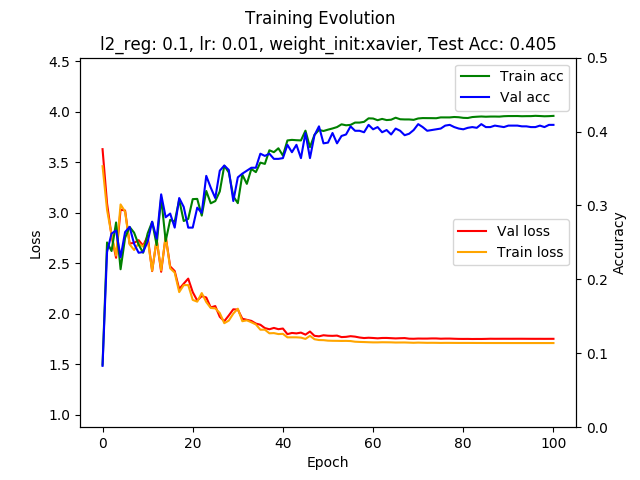 Training Evolution
l2_reg: 0.1, lr: 0.01, weight_init:xavier, Test Acc: 0.405
Train acc
Val acc
Val loss
Train loss
4.5
4.0
3.5
3.0
2.5
2.0
1.5
1.0
Loss
0.5
0.4
0.3
0.2
0.1
0.0
Accuracy
0 20 40 60 80 100
Epoch